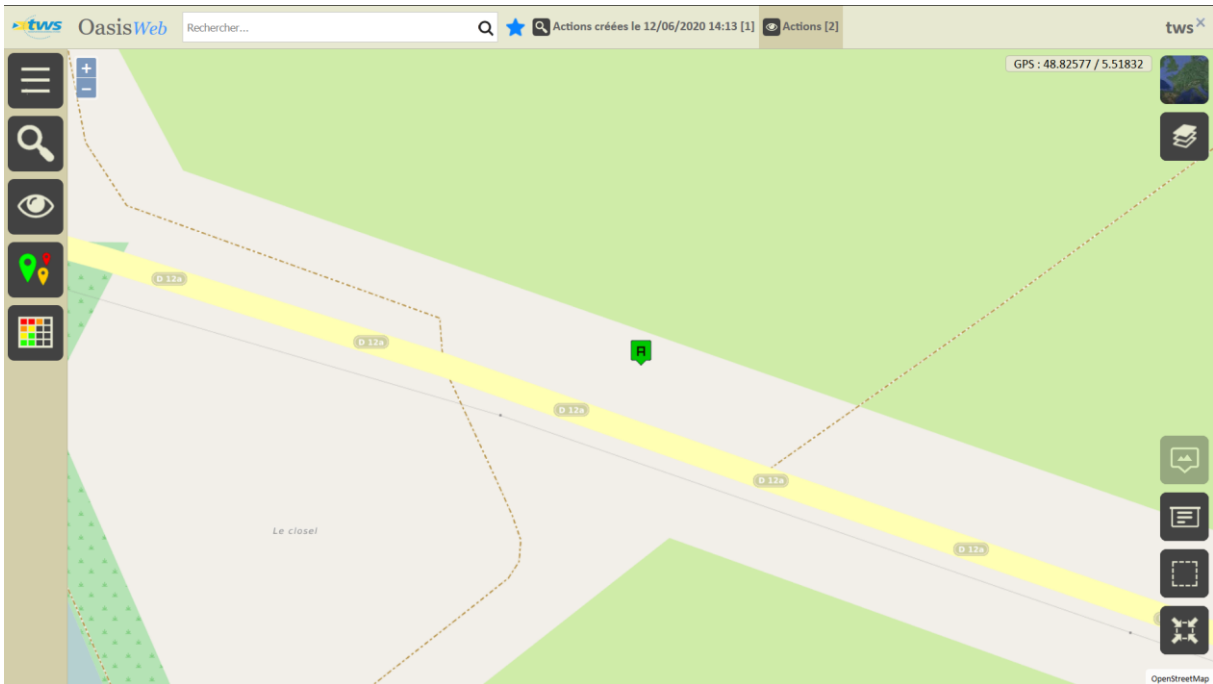 tws OasisWeb Rechercher... Actions créées le 12/06/2020 14:13 [1] Actions [2] tws
+
GPS : 48.82577 / 5.51832
−
D 12a
D 12a
A
D 12a
D 12a
Le closel
D 12a
OpenStreetMap